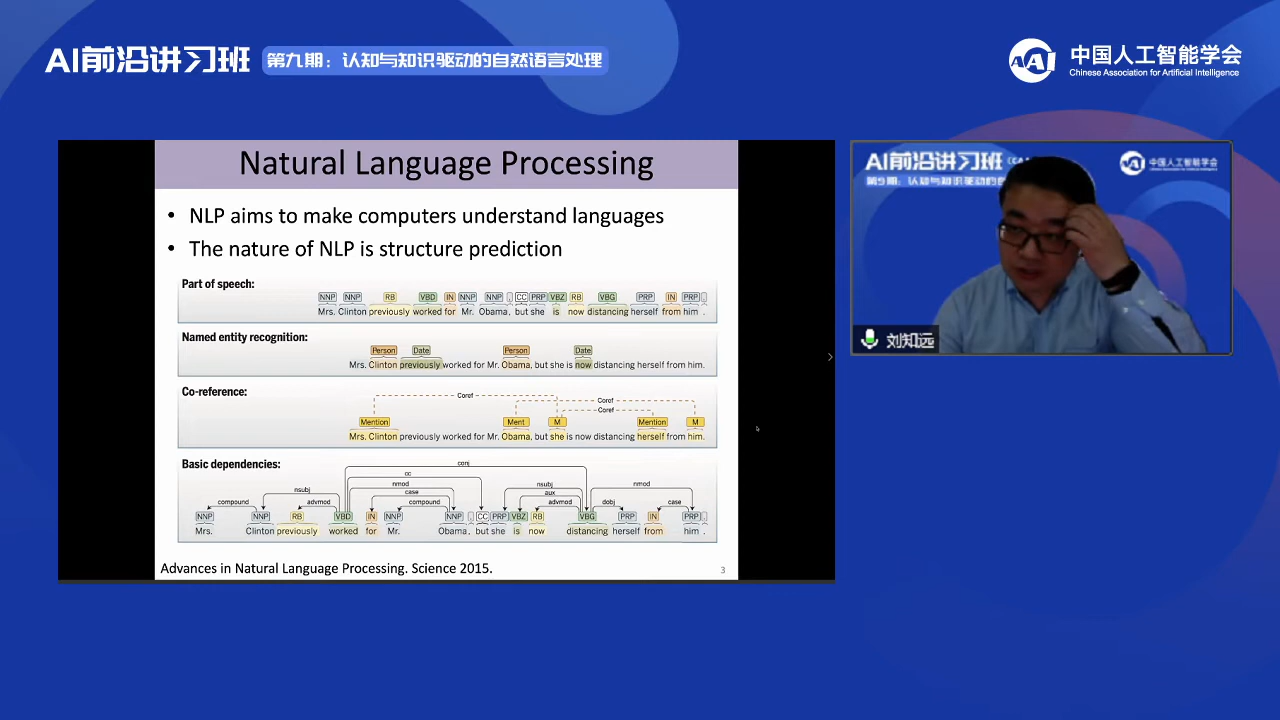 AI前沿讲习班
第九期：认知与知识驱动的自然语言处理
中国人工智能学会
Chinese Association for Artificial Intelligence
Natural Language Processing
• NLP aims to make computers understand languages
• The nature of NLP is structure prediction
Part of speech:
NNP NNP RB VBD IN NNP NNP , CC PRP VBZ RB VBG PRP IN PRP .
Mrs. Clinton previously worked for Mr. Obama, but she is now distancing herself from him .
Named entity recognition:
Person Date Person Date
Mrs. Clinton previously worked for Mr. Obama, but she is now distancing herself from him.
Co-reference:
Coref Coref
Coref
Mention Ment M Mention M
Mrs. Clinton previously worked for Mr. Obama, but she is now distancing herself from him.
Basic dependencies:
conj
cc
nmod nsubj nmod
nsubj case aux
compound advmod compound advmod dobj case
NNP NNP RB VBD IN NNP NNP , CC PRP VBZ RB VBG PRP IN PRP .
Mrs. Clinton previously worked for Mr. Obama, but she is now distancing herself from him .
Advances in Natural Language Processing. Science 2015.
3
AI前沿讲习班
中国人工智能学会
刘知远